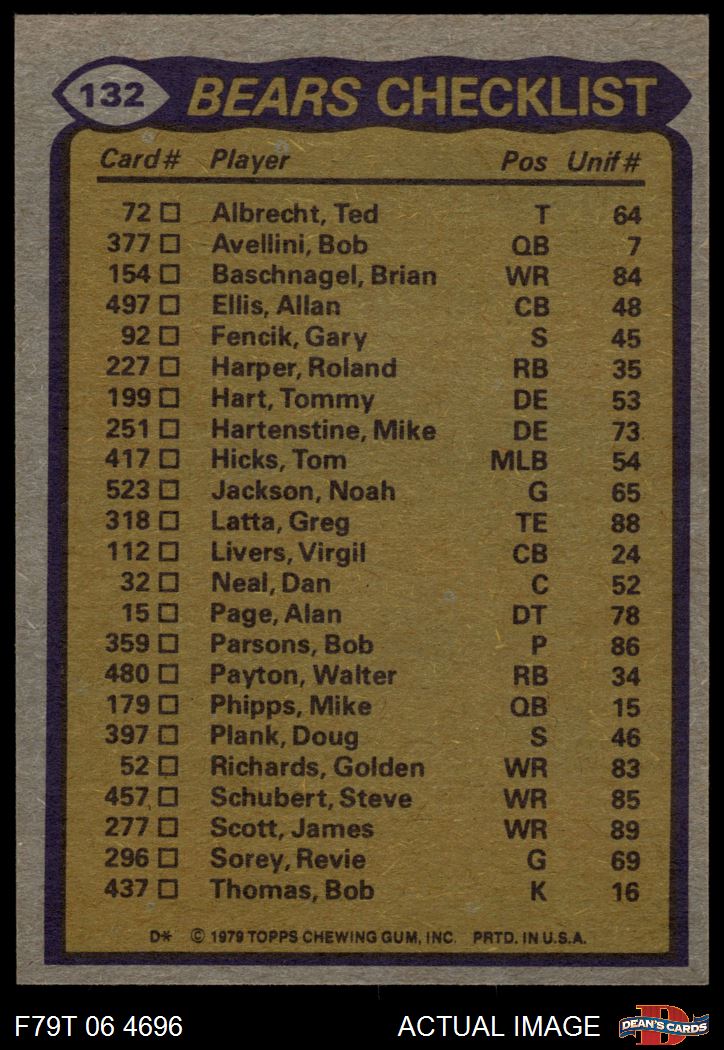 132 BEARS CHECKLIST
Card# Player Pos Unif#
72 Albrecht, Ted T 64
377 Avellini, Bob QB 7
154 Baschnagel, Brian WR 84
497 Ellis, Allan CB 48
92 Fencik, Gary S 45
227 Harper, Roland RB 35
199 Hart, Tommy DE 53
251 Hartenstine, Mike DE 73
417 Hicks, Tom MLB 54
523 Jackson, Noah G 65
318 Latta, Greg TE 88
112 Livers, Virgil CB 24
32 Neal, Dan C 52
15 Page, Alan DT 78
359 Parsons, Bob P 86
480 Payton, Walter RB 34
179 Phipps, Mike QB 15
397 Plank, Doug S 46
52 Richards, Golden WR 83
457 Schubert, Steve WR 85
277 Scott, James WR 89
296 Sorey, Revie G 69
437 Thomas, Bob K 16
D* © 1979 TOPPS CHEWING GUM, INC. PRTD. IN U.S.A.
F79T 06 4696 ACTUAL IMAGE D DEAN'S CARDS